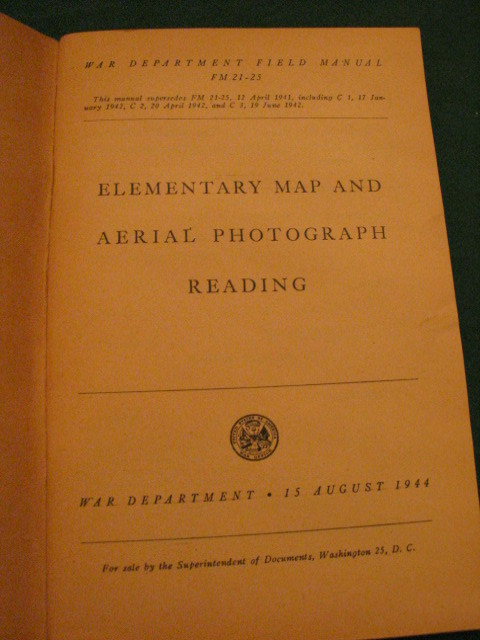 WAR DEPARTMENT FIELD MANUAL
FM 21-25
This manual supersedes FM 21-25, 12 April 1941, including C 1, 17 Jan-
uary 1942, C 2, 20 April 1942, and C 3, 19 June 1942.
ELEMENTARY MAP AND
AERIAL PHOTOGRAPH
READING
WAR DEPARTMENT • 15 AUGUST 1944
For sale by the Superintendent of Documents, Washington 25, D. C.